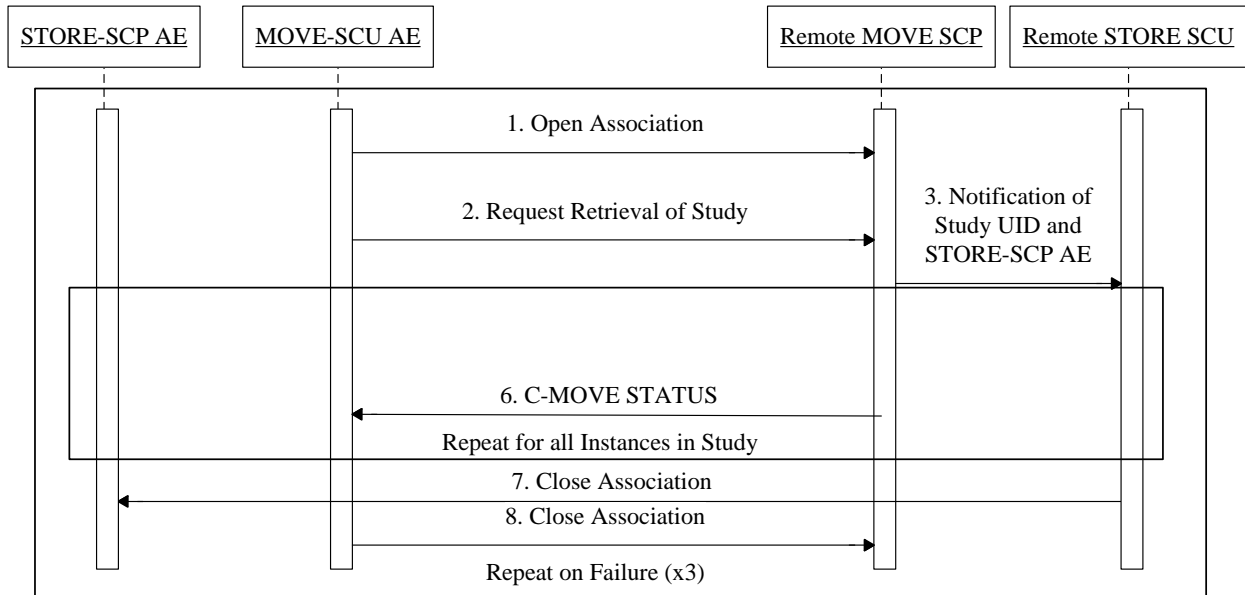 STORE-SCP AE
MOVE-SCU AE
Remote MOVE SCP
Remote STORE SCU
1. Open Association
2. Request Retrieval of Study
3. Notification of
Study UID and
STORE-SCP AE
6. C-MOVE STATUS
Repeat for all Instances in Study
7. Close Association
8. Close Association
Repeat on Failure (x3)